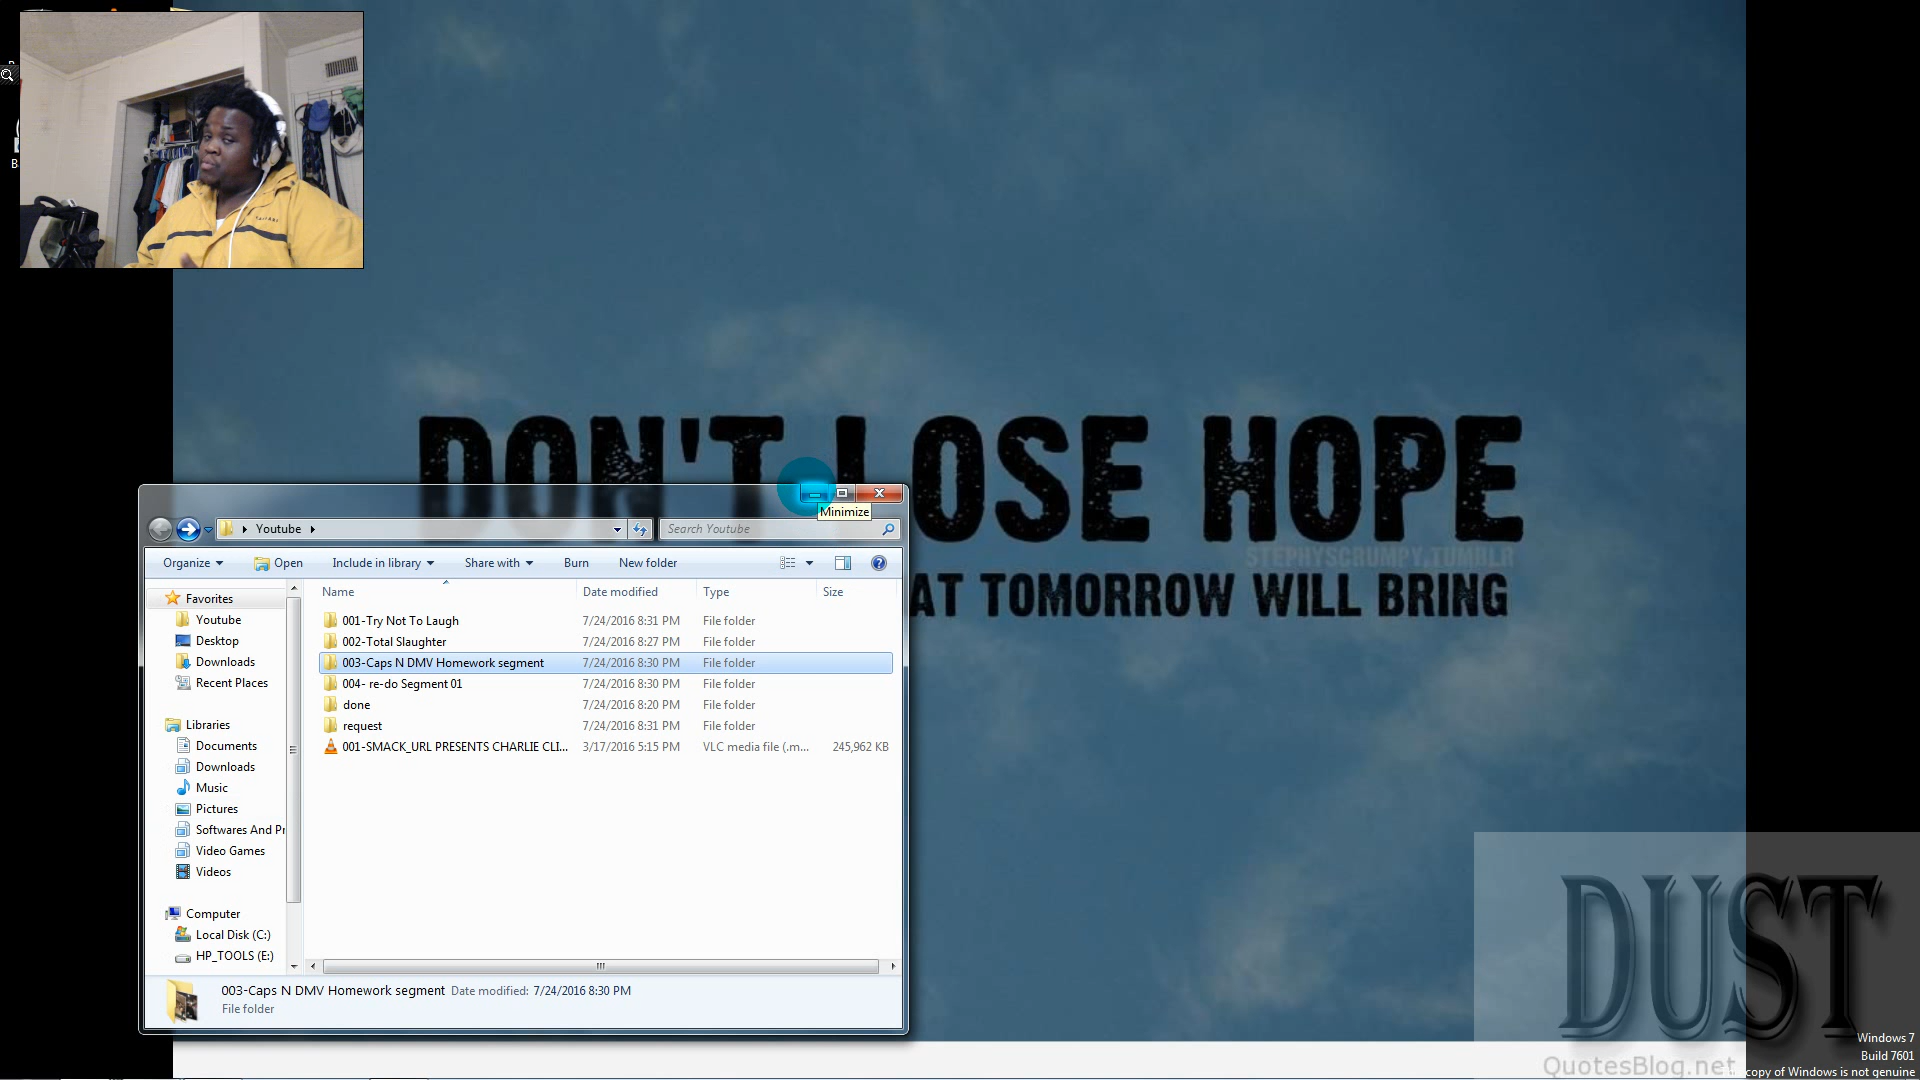 B
DON'T LOSE HOPE
STEPHYSCRUMPY.TUMBLR
AT TOMORROW WILL BRING
Minimize
Youtube
Search Youtube
Organize
Open
Include in library
Share with
Burn
New folder
Name
Date modified
Type
Size
Favorites
Youtube
Desktop
Downloads
Recent Places
Libraries
Documents
Downloads
Music
Pictures
Softwares And Pr
Video Games
Videos
Computer
Local Disk (C:)
HP_TOOLS (E:)
001-Try Not To Laugh 7/24/2016 8:31 PM File folder
002-Total Slaughter 7/24/2016 8:27 PM File folder
003-Caps N DMV Homework segment 7/24/2016 8:30 PM File folder
004- re-do Segment 01 7/24/2016 8:30 PM File folder
done 7/24/2016 8:20 PM File folder
request 7/24/2016 8:31 PM File folder
001-SMACK_URL PRESENTS CHARLIE CLI... 3/17/2016 5:15 PM VLC media file (.m... 245,962 KB
003-Caps N DMV Homework segment Date modified: 7/24/2016 8:30 PM
File folder
DUST
QuotesBlog.net
Windows 7
Build 7601
copy of Windows is not genuine